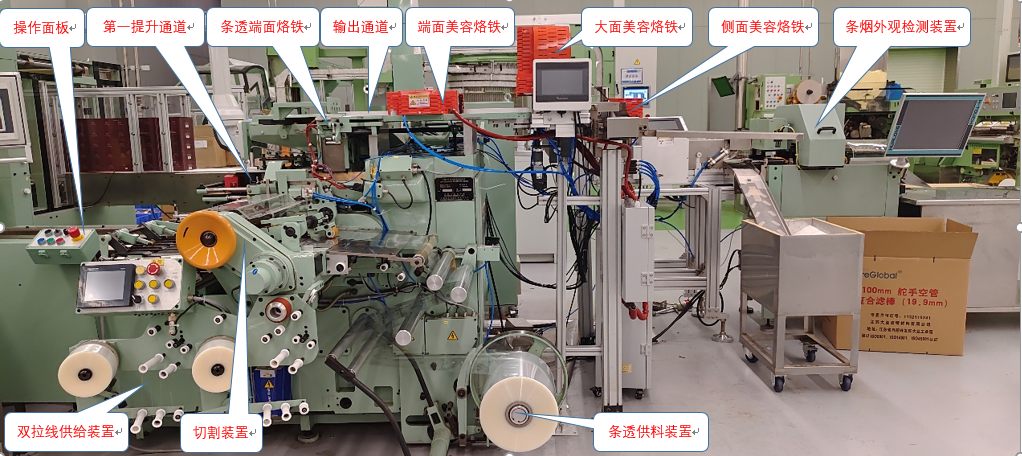 操作面板
第一提升通道
条透端面烙铁
输出通道
端面美容烙铁
大面美容烙铁
侧面美容烙铁
条烟外观检测装置
eGlobal®
100mm 舵手空管
复合滤棒（19.9mm）
双拉线供给装置
切割装置
条透供料装置